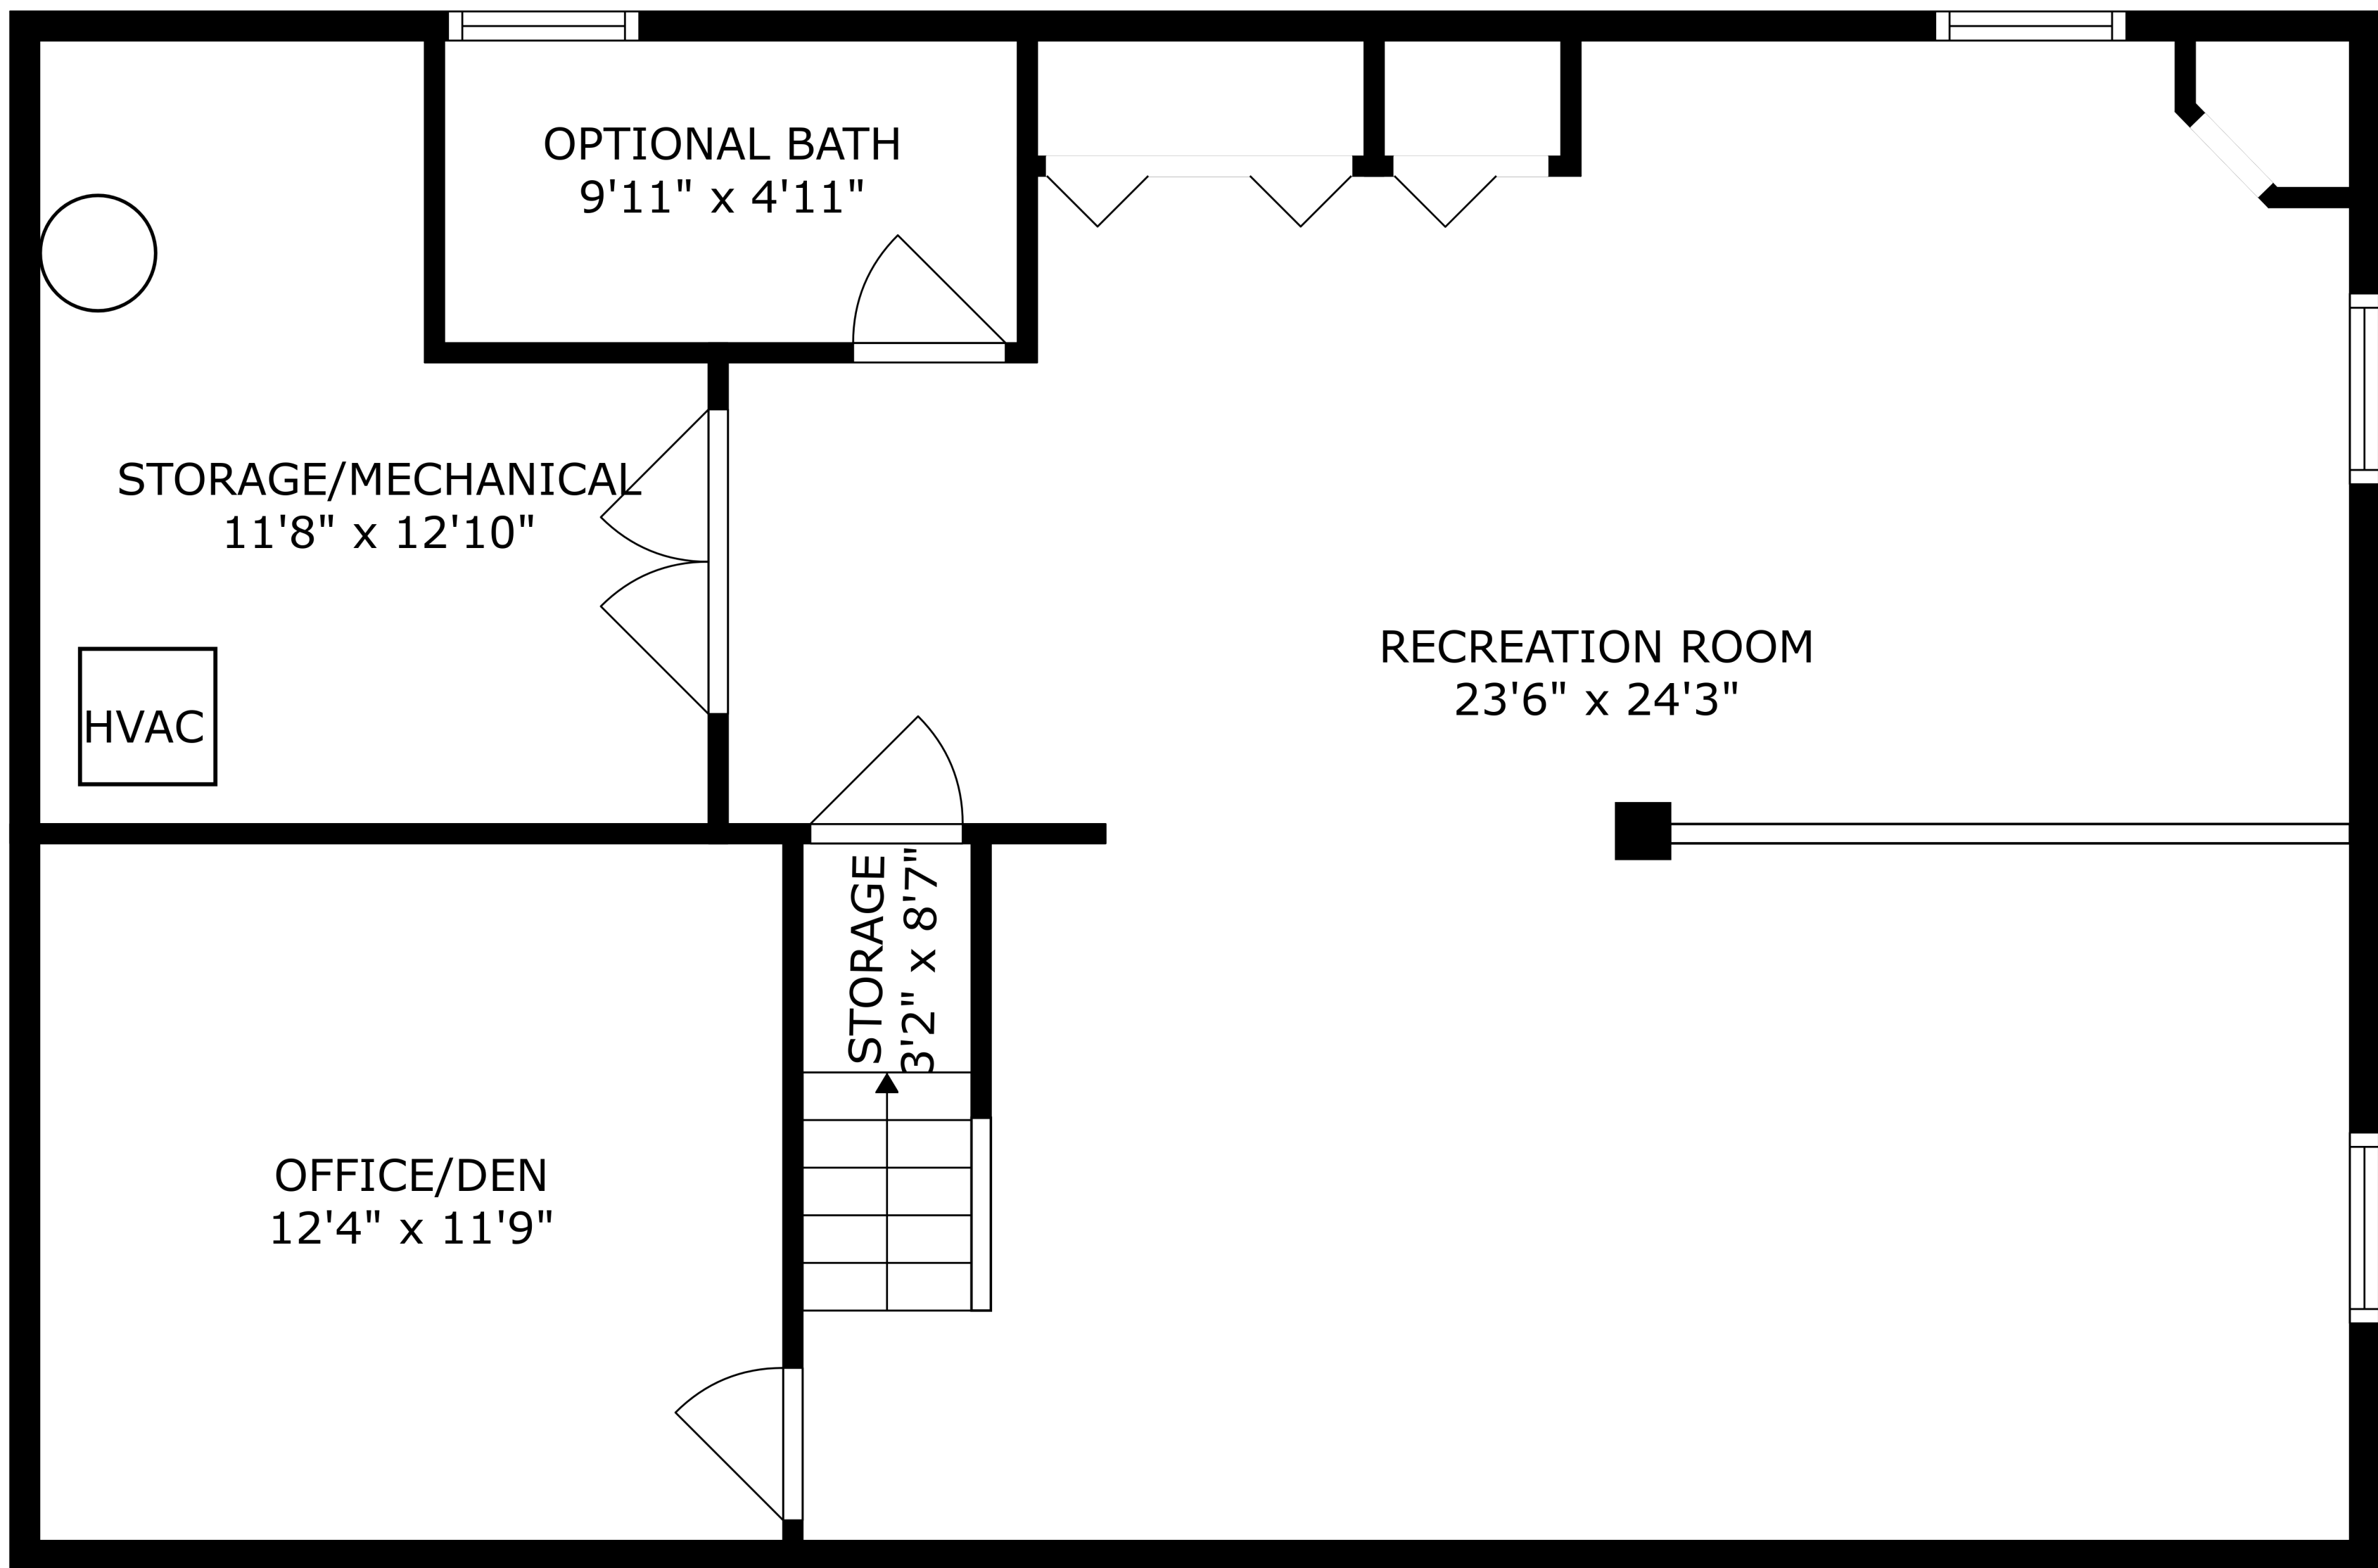 OPTIONAL BATH
9'11" x 4'11"
STORAGE/MECHANICAL
11'8" x 12'10"
RECREATION ROOM
23'6" x 24'3"
HVAC
STORAGE
3'2" x 8'7"
OFFICE/DEN
12'4" x 11'9"